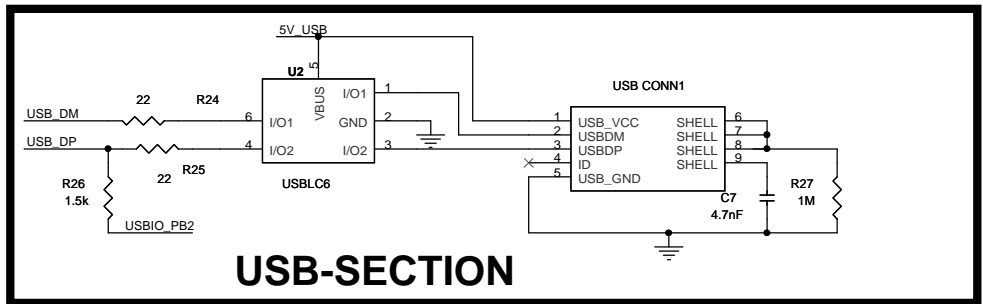 5V_USB
U2
5
USB CONN1
22 R24
VBUS
I/O1 1
USB_DM
6 I/O1
GND 2
1 USB_VCC SHELL 6
2 USBDM SHELL 7
USB_DP
4 I/O2
I/O2 3
3 USBDP SHELL 8
4 ID SHELL 9
22 R25
5 USB_GND
USBLC6
R26
1.5k
C7
4.7nF
R27
1M
USBIO_PB2
USB-SECTION